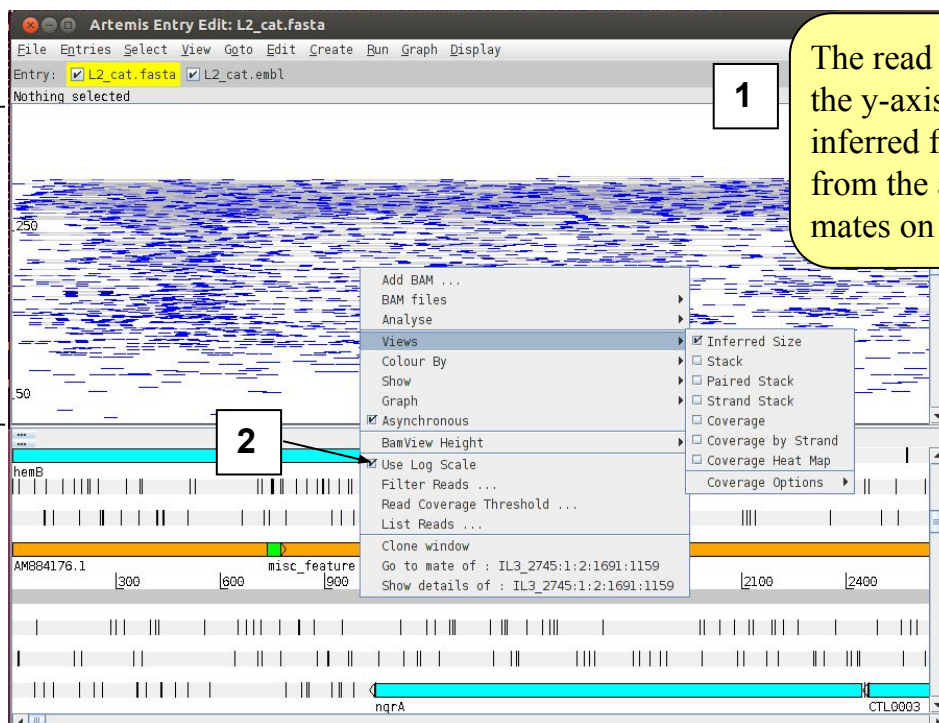 Artemis Entry Edit: L2_cat.fasta
File Entries Select View Goto Edit Create Run Graph Display
Entry: L2_cat.fasta L2_cat.embl
Nothing selected
1
The read
the y-axis
inferred f
from the
mates on
250
50
Add BAM ...
BAM files
Analyse
Views
Colour By
Show
Graph
Asynchronous
BamView Height
Use Log Scale
Filter Reads ...
Read Coverage Threshold ...
List Reads ...
Clone window
Go to mate of : IL3_2745:1:2:1691:1159
Show details of : IL3_2745:1:2:1691:1159
Inferred Size
Stack
Paired Stack
Strand Stack
Coverage
Coverage by Strand
Coverage Heat Map
Coverage Options
2
hemB
AM884176.1 misc_feature
300 600 900 2100 2400
nqrA CTL0003